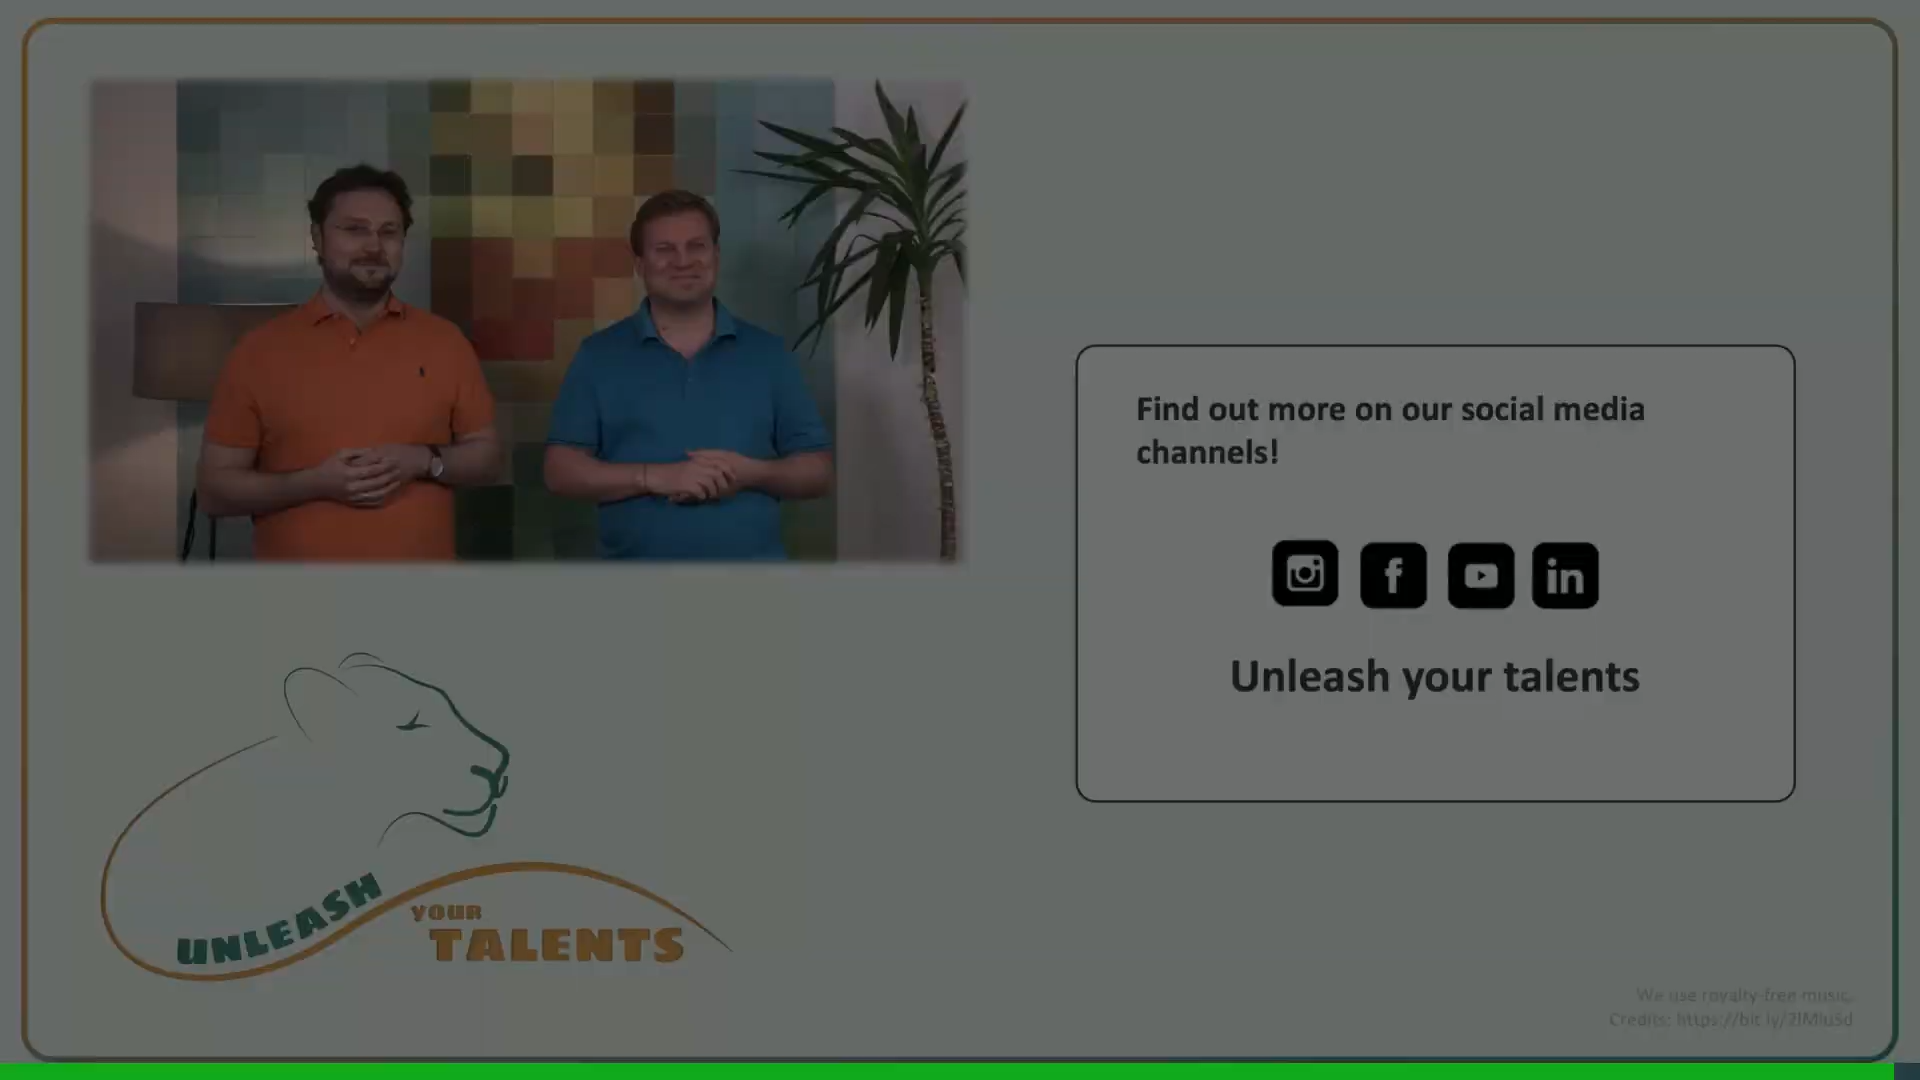 Find out more on our social media
channels!
Unleash your talents
UNLEASH
YOUR
TALENTS
We use royalty-free music.
Credits: